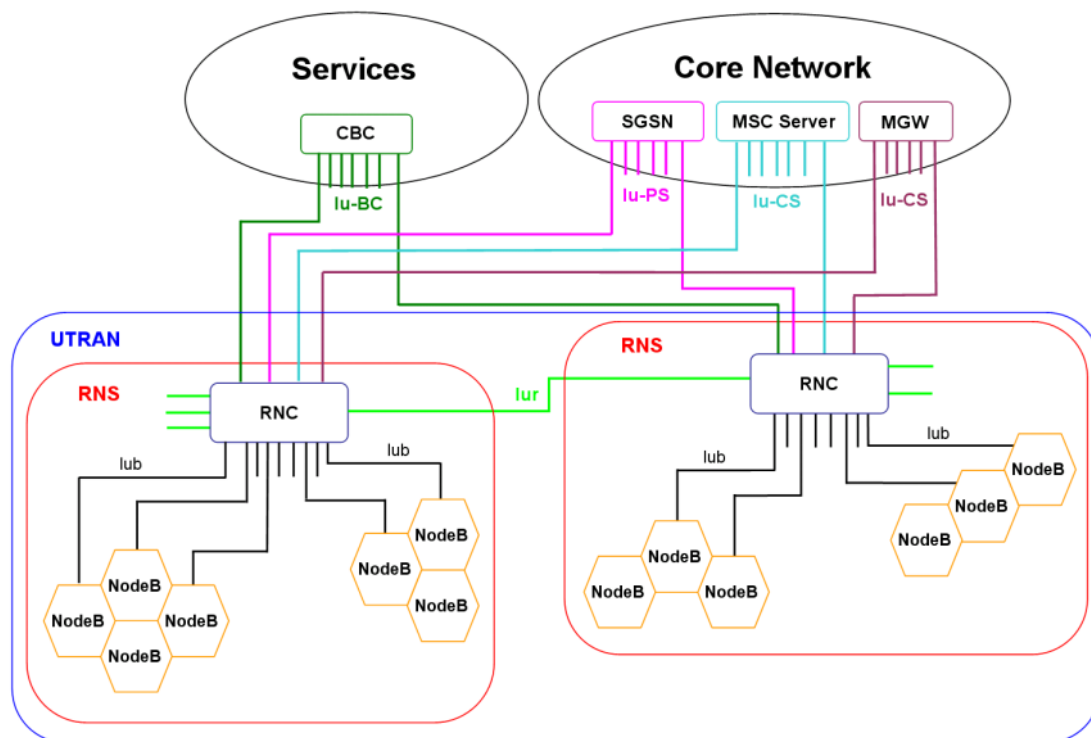 Services
Core Network
CBC
SGSN
MSC Server
MGW
Iu-BC
Iu-PS
Iu-CS
Iu-CS
UTRAN
RNS
RNS
RNC
RNC
Iur
Iub
Iub
Iub
Iub
NodeB
NodeB
NodeB
NodeB
NodeB
NodeB
NodeB
NodeB
NodeB
NodeB
NodeB
NodeB
NodeB